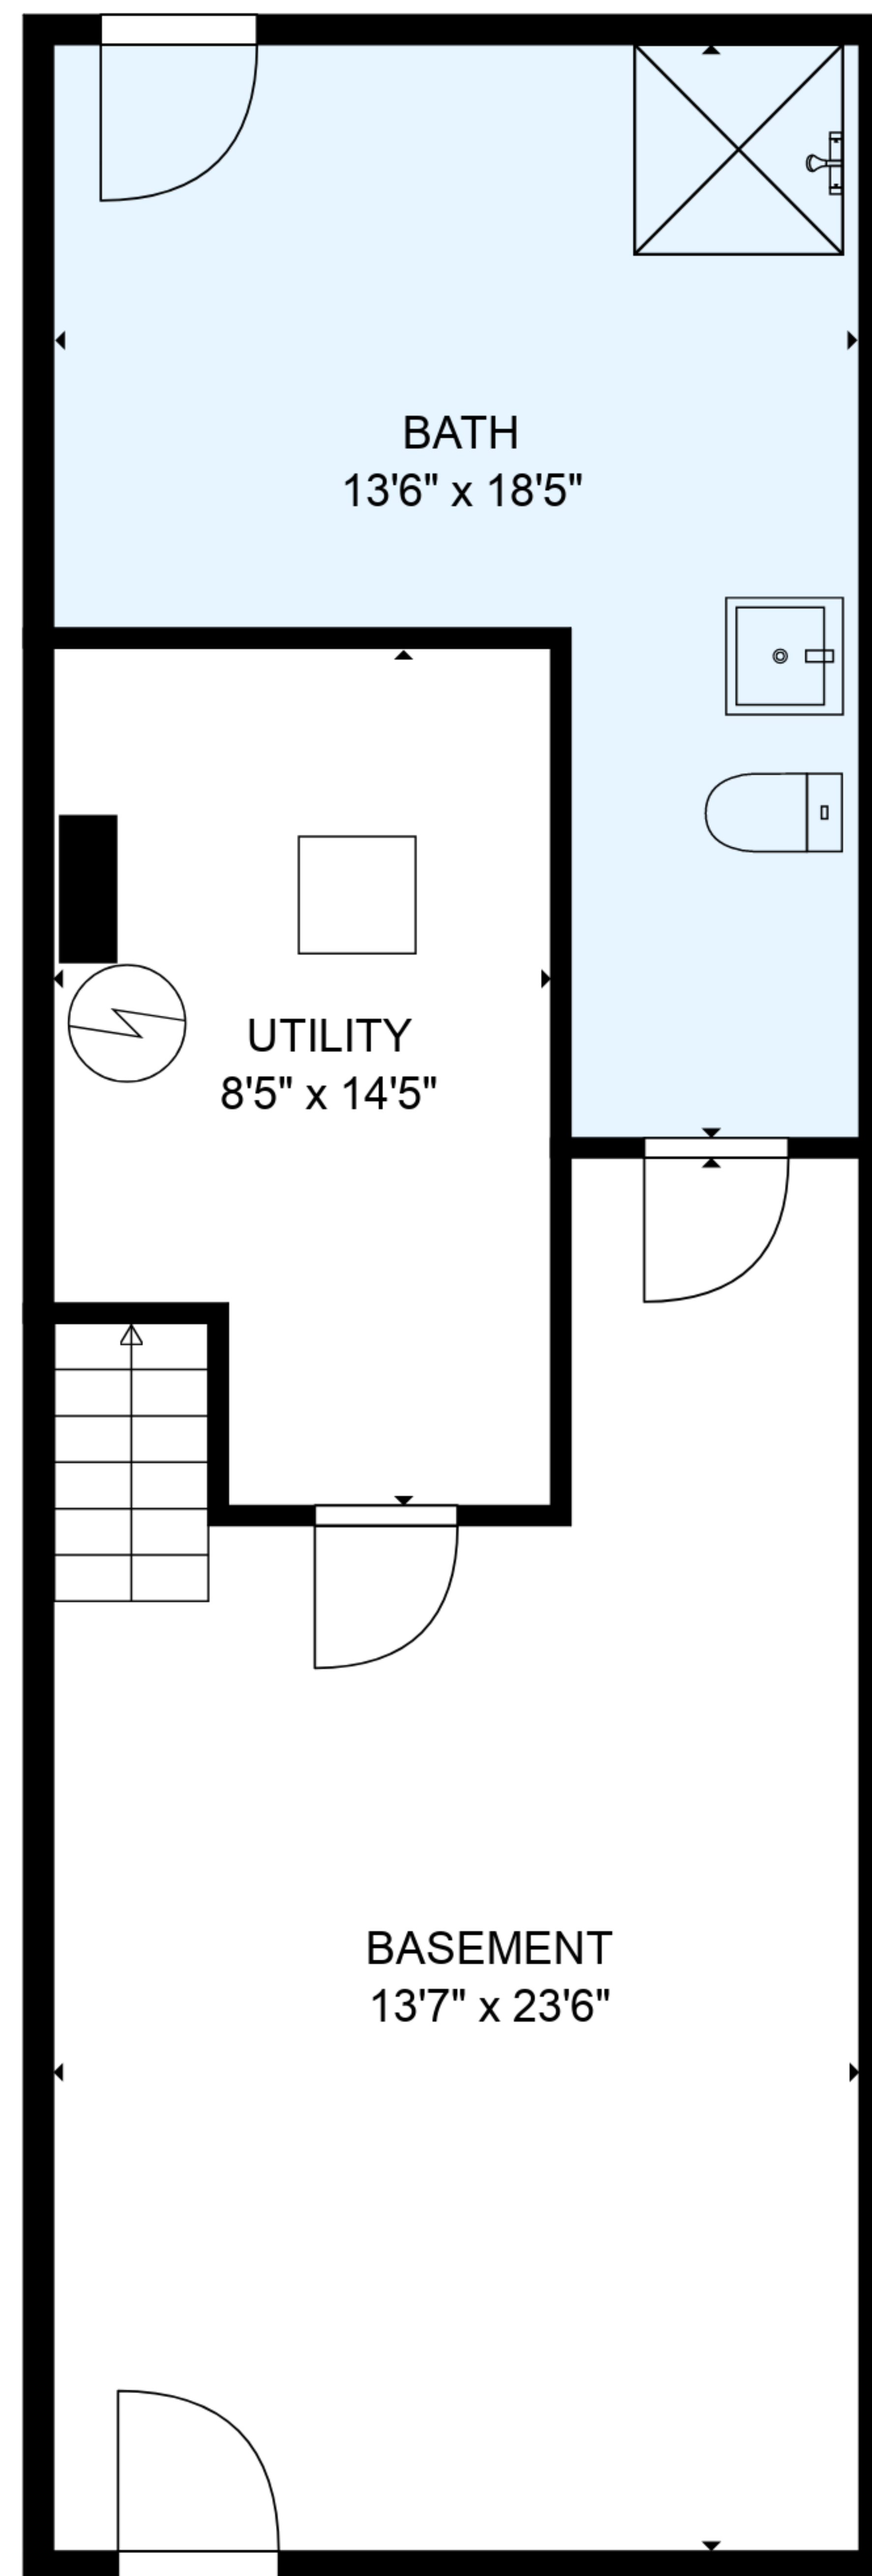 BATH
13'6" x 18'5"
UTILITY
8'5" x 14'5"
BASEMENT
13'7" x 23'6"